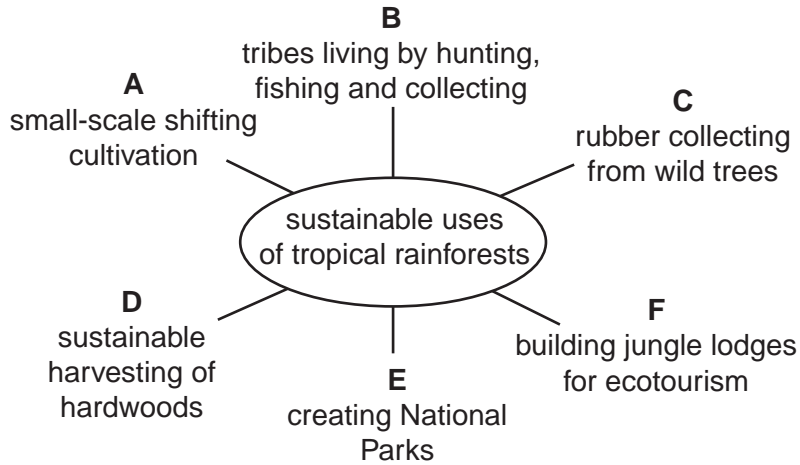 B
tribes living by hunting,
fishing and collecting
A
small-scale shifting
cultivation
C
rubber collecting
from wild trees
sustainable uses
of tropical rainforests
D
sustainable
harvesting of
hardwoods
E
creating National
Parks
F
building jungle lodges
for ecotourism